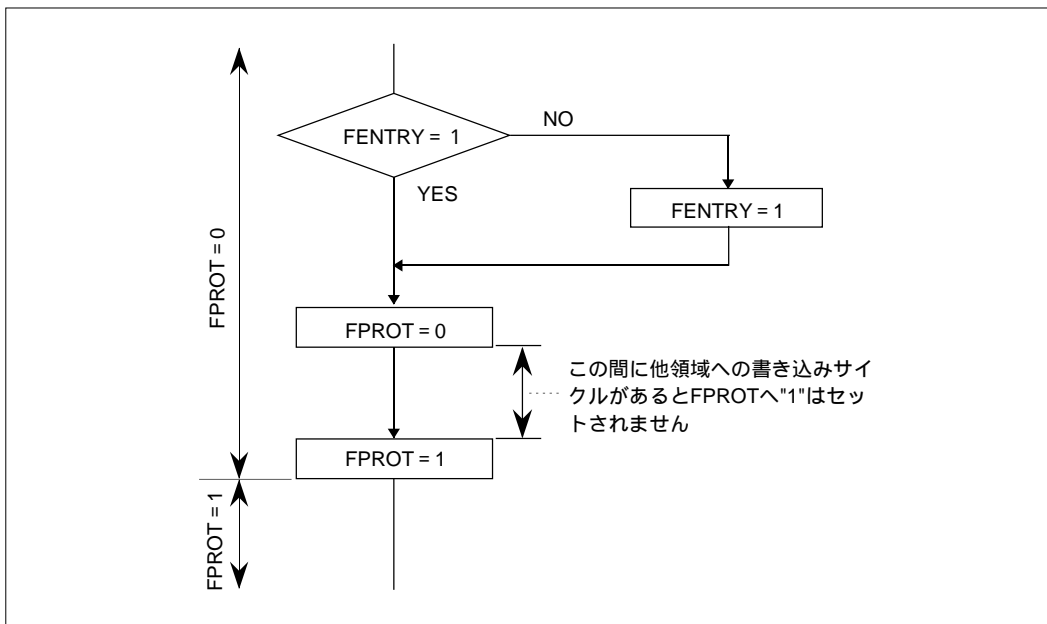 FENTRY = 1
NO
YES
FENTRY = 1
FPROT = 0
FPROT = 0
この間に他領域への書き込みサイ
クルがあるとFPROTへ"1"はセッ
トされません
FPROT = 1
FPROT = 1